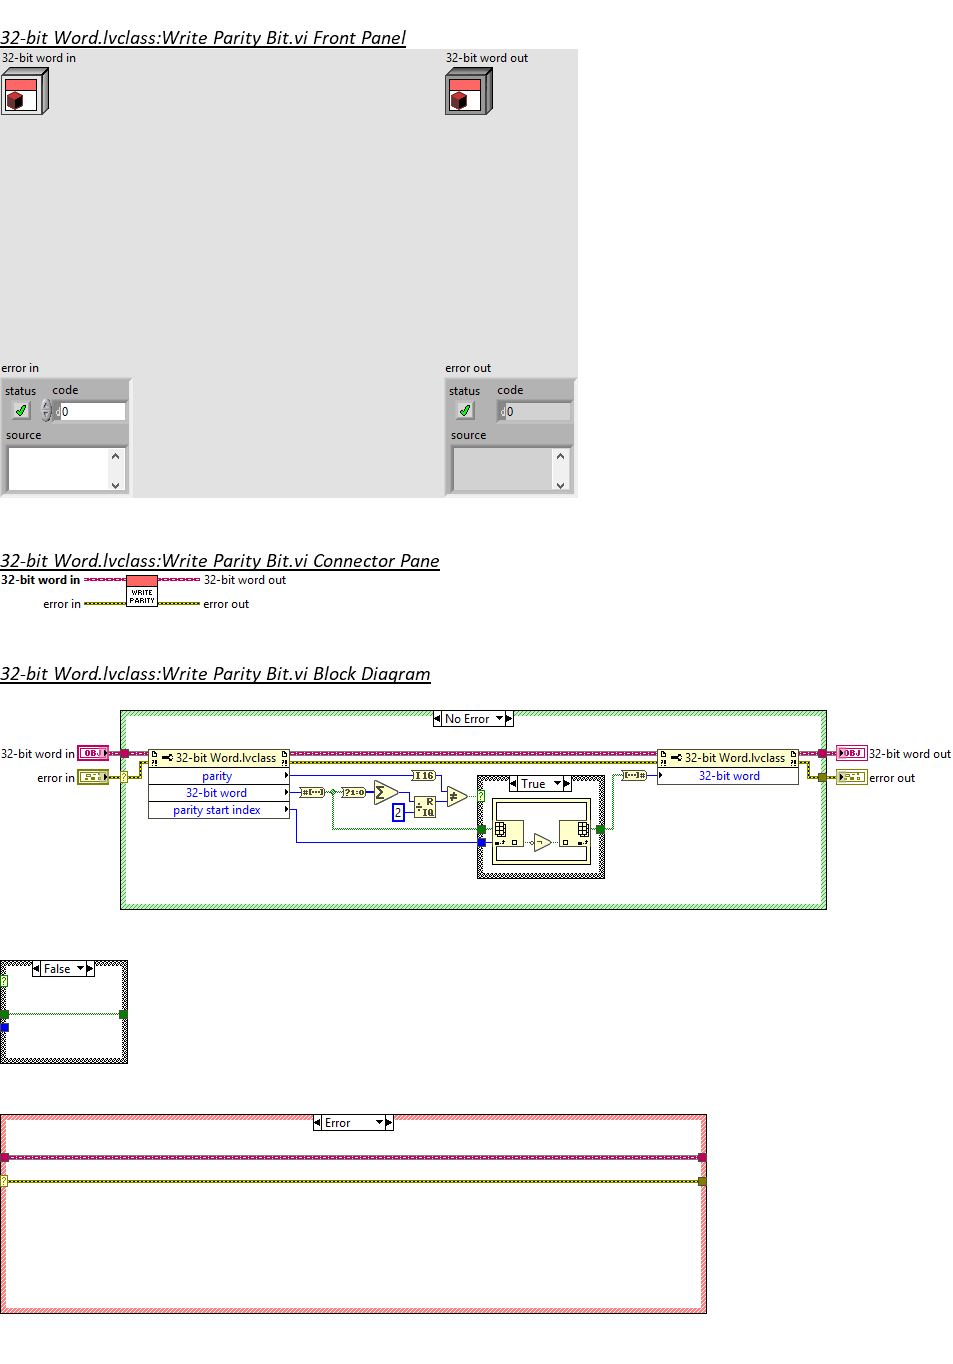 32-bit Word.lvclass:Write Parity Bit.vi Front Panel
32-bit word in
32-bit word out
error in
error out
status code
0
source
status code
0
source
32-bit Word.lvclass:Write Parity Bit.vi Connector Pane
32-bit word in
32-bit word out
WRITE
PARITY
error in
error out
32-bit Word.lvclass:Write Parity Bit.vi Block Diagram
No Error
32-bit word in
OBJ
32-bit Word.lvclass
32-bit Word.lvclass
OBJ
32-bit word out
error in
?
parity
I16
32-bit word
error out
32-bit word
#[...]
?1:0
Σ
R
IQ
2
≠
True
?
[...]#
parity start index
False
?
Error
?